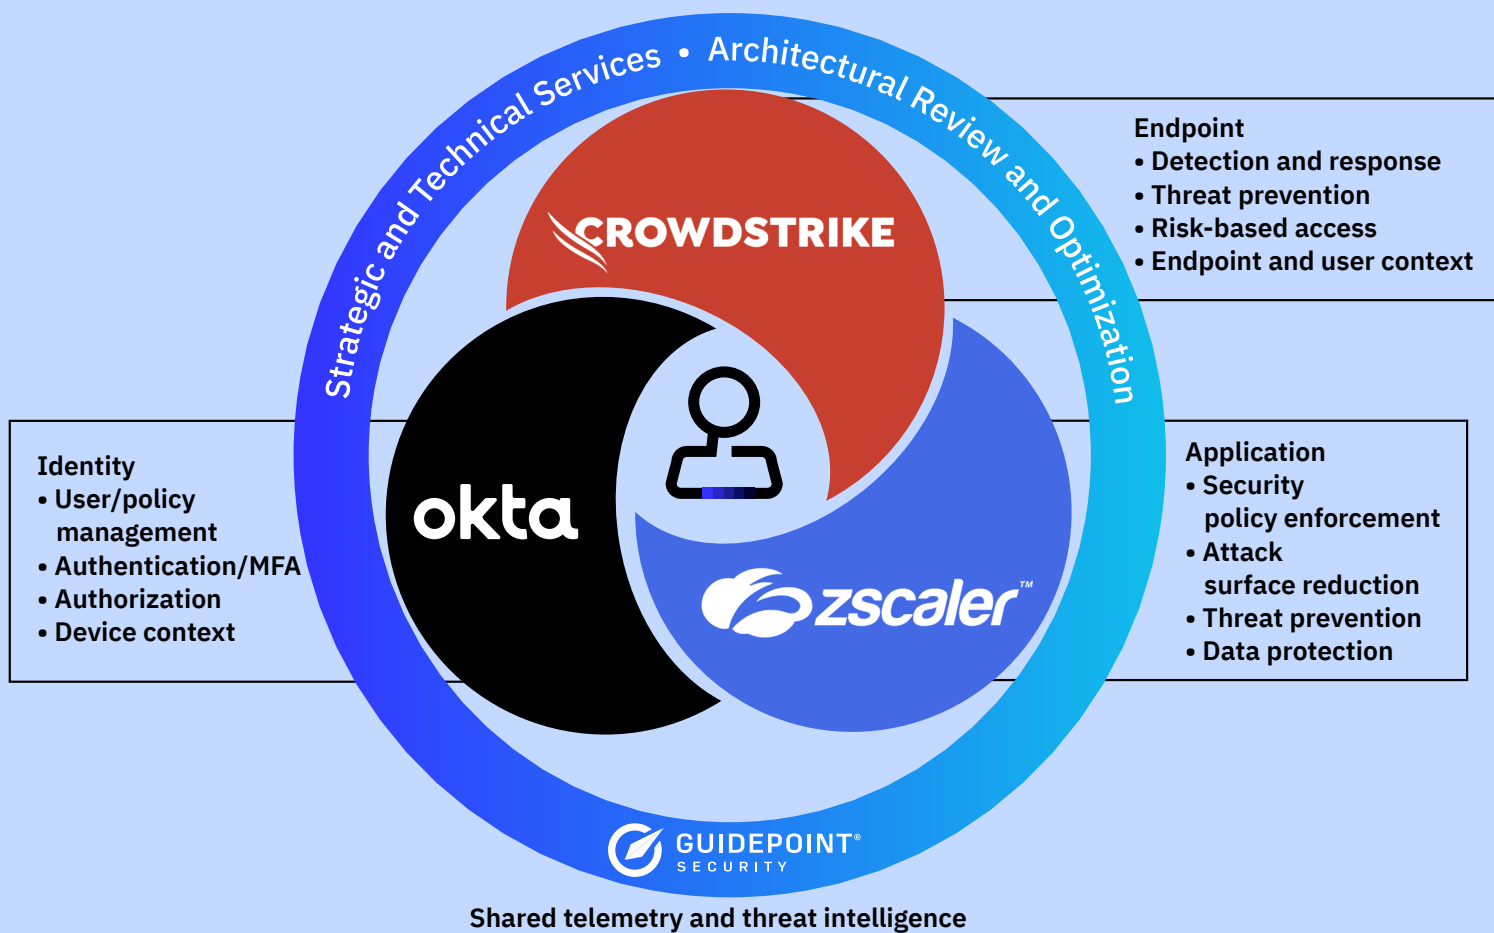 Strategic and Technical Services • Architectural Review and Optimization
CROWDSTRIKE
Endpoint
• Detection and response
• Threat prevention
• Risk-based access
• Endpoint and user context
Identity
• User/policy
management
• Authentication/MFA
• Authorization
• Device context
okta
zscaler™
Application
• Security
policy enforcement
• Attack
surface reduction
• Threat prevention
• Data protection
GUIDEPOINT®
SECURITY
Shared telemetry and threat intelligence